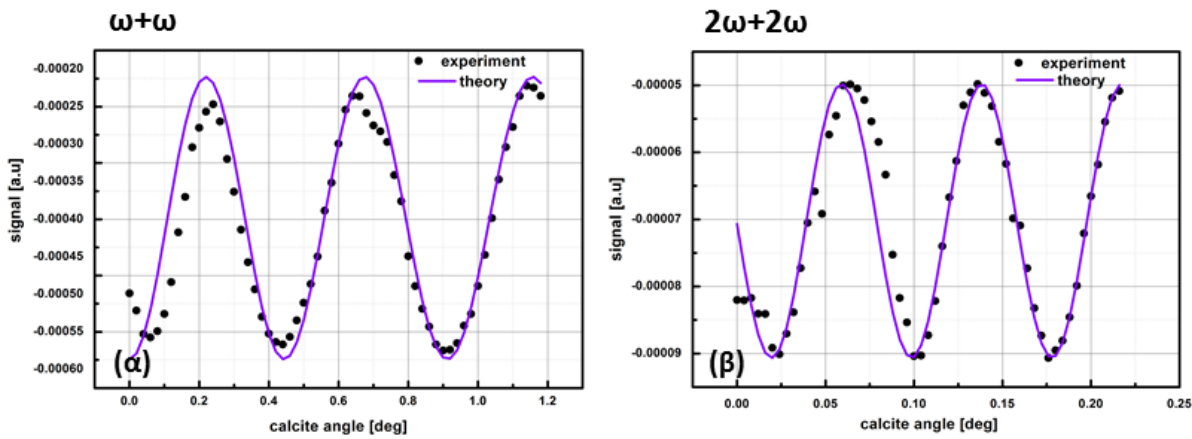 ω+ω
-0.00020
-0.00025
-0.00030
-0.00035
-0.00040
-0.00045
-0.00050
-0.00055
-0.00060
signal [a.u]
experiment
theory
(α)
0.0 0.2 0.4 0.6 0.8 1.0 1.2
calcite angle [deg]
2ω+2ω
-0.00005
-0.00006
-0.00007
-0.00008
-0.00009
signal [a.u]
experiment
theory
(β)
0.00 0.05 0.10 0.15 0.20 0.25
calcite angle [deg]